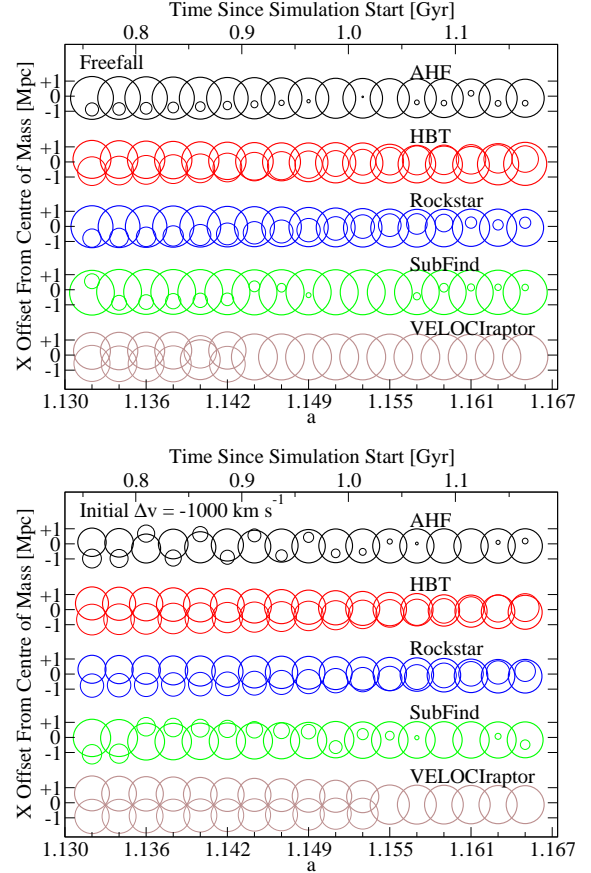 Time Since Simulation Start [Gyr]
0.8 0.9 1.0 1.1
Freefall
AHF
+1
0
-1
HBT
+1
0
-1
Rockstar
+1
0
-1
SubFind
+1
0
-1
VELOCIraptor
+1
0
-1
X Offset From Centre of Mass [Mpc]
1.130 1.136 1.142 1.149 1.155 1.161 1.167
a
Time Since Simulation Start [Gyr]
0.8 0.9 1.0 1.1
Initial Δv = -1000 km s⁻¹
AHF
+1
0
-1
HBT
+1
0
-1
Rockstar
+1
0
-1
SubFind
+1
0
-1
VELOCIraptor
+1
0
-1
X Offset From Centre of Mass [Mpc]
1.130 1.136 1.142 1.149 1.155 1.161 1.167
a